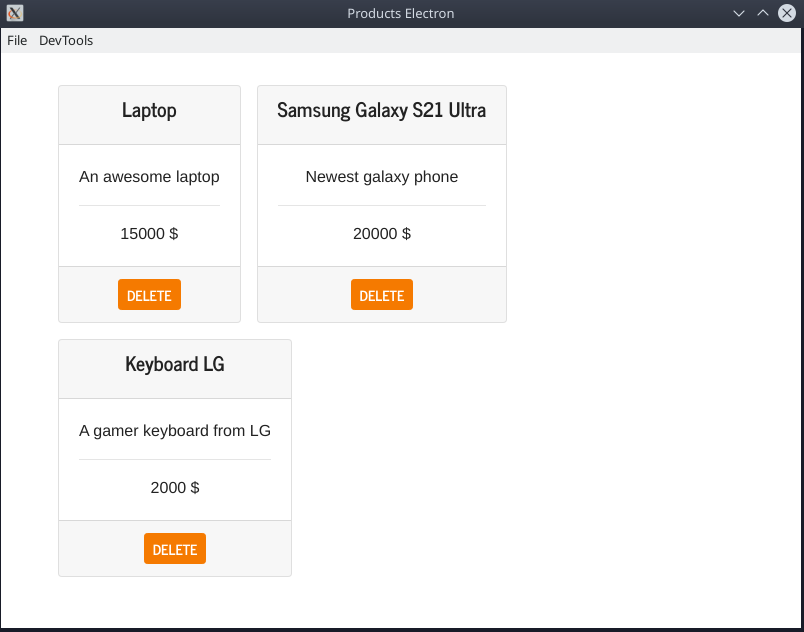 Products Electron
File DevTools
Laptop
An awesome laptop
15000 $
DELETE
Samsung Galaxy S21 Ultra
Newest galaxy phone
20000 $
DELETE
Keyboard LG
A gamer keyboard from LG
2000 $
DELETE